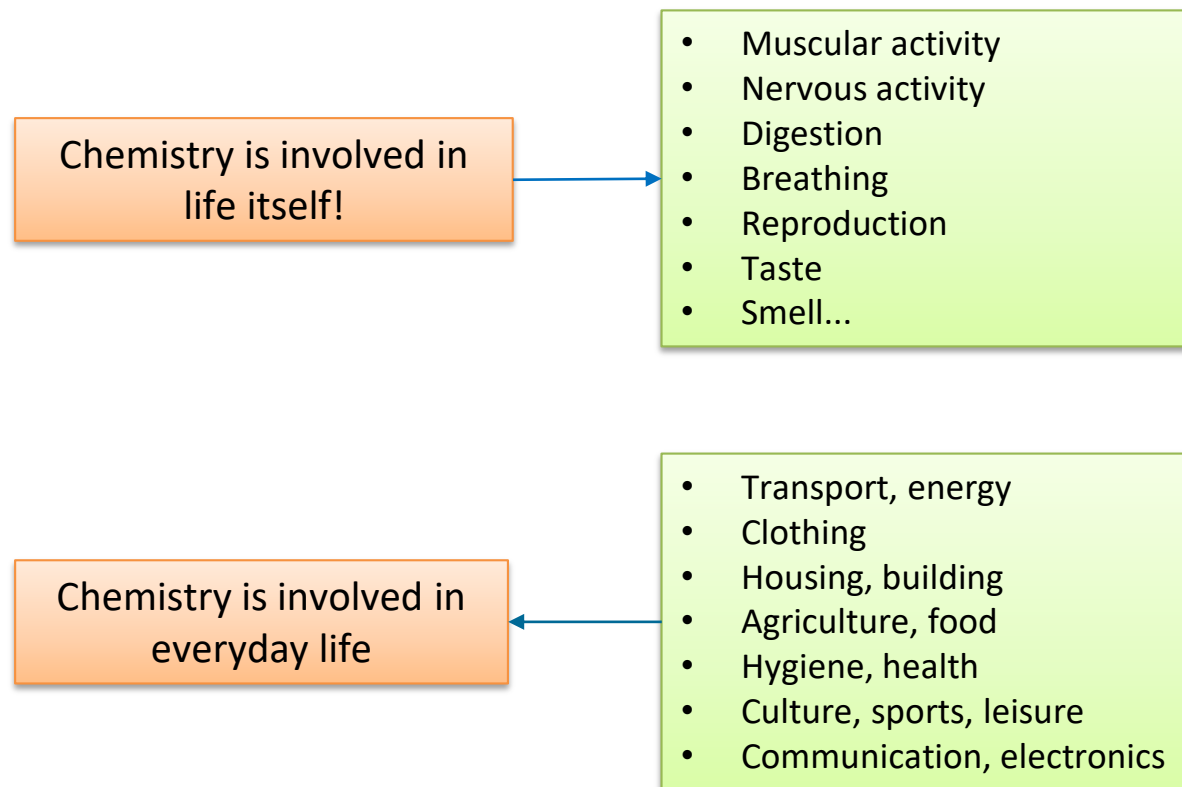 Chemistry is involved in
life itself!
• Muscular activity
• Nervous activity
• Digestion
• Breathing
• Reproduction
• Taste
• Smell...
Chemistry is involved in
everyday life
• Transport, energy
• Clothing
• Housing, building
• Agriculture, food
• Hygiene, health
• Culture, sports, leisure
• Communication, electronics